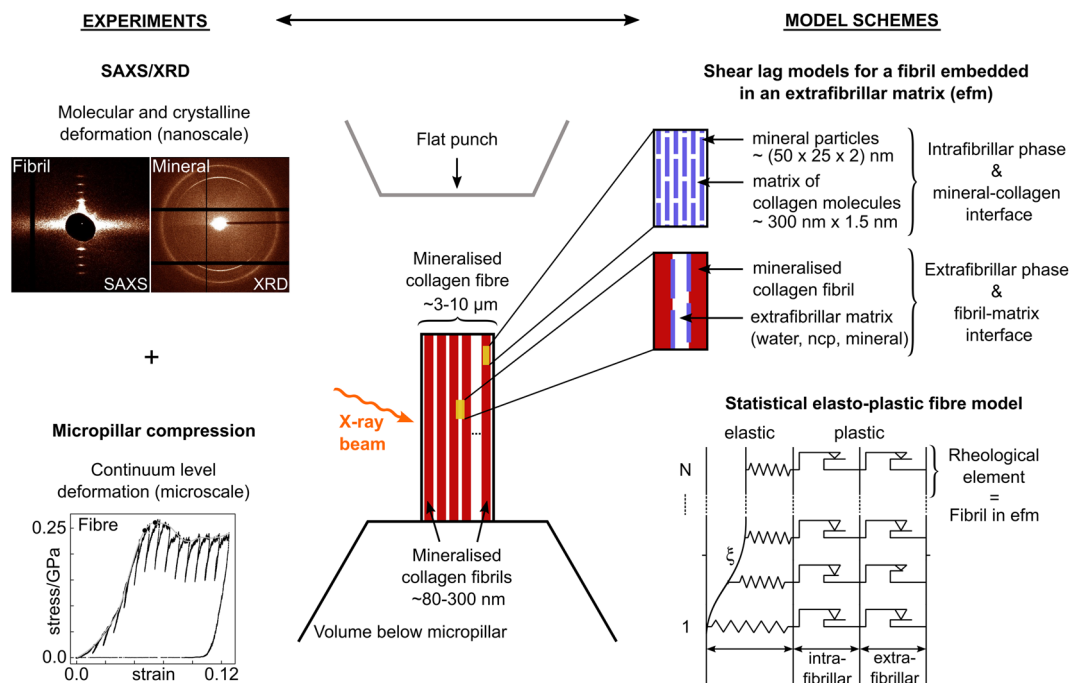 EXPERIMENTS
MODEL SCHEMES
SAXS/XRD
Molecular and crystalline
deformation (nanoscale)
Fibril
Mineral
SAXS
XRD
+
Micropillar compression
Continuum level
deformation (microscale)
Fibre
0.25
stress/GPa
0.0
0.0
strain
0.12
Flat punch
Mineralised
collagen fibre
~3-10 µm
X-ray
beam
Mineralised
collagen fibrils
~80-300 nm
Volume below micropillar
Shear lag models for a fibril embedded
in an extrafibrillar matrix (efm)
mineral particles
~ (50 x 25 x 2) nm
matrix of
collagen molecules
~ 300 nm x 1.5 nm
Intrafibrillar phase
&
mineral-collagen
interface
mineralised
collagen fibril
extrafibrillar matrix
(water, ncp, mineral)
Extrafibrillar phase
&
fibril-matrix
interface
Statistical elasto-plastic fibre model
elastic
plastic
N
ξ
1
Rheological
element
=
Fibril in efm
intra-
fibrillar
extra-
fibrillar